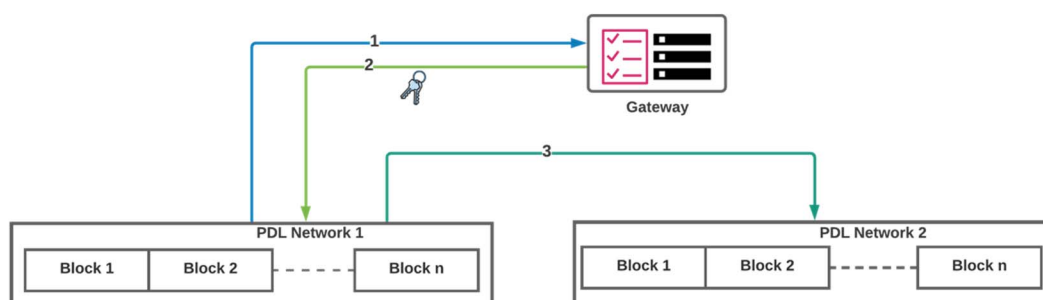 1
2
Gateway
3
PDL Network 1
Block 1 Block 2 Block n
PDL Network 2
Block 1 Block 2 Block n